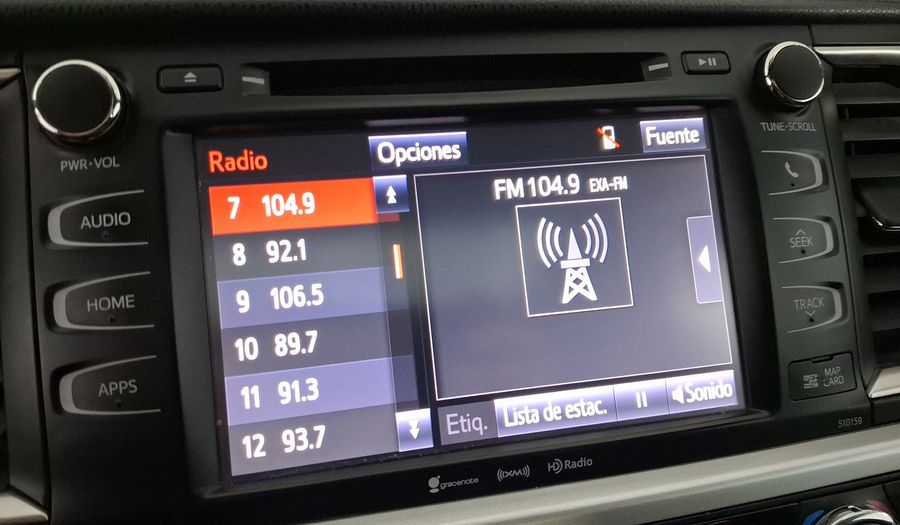 PWR•VOL
AUDIO
HOME
APPS
Radio
Opciones
Fuente
7 104.9
8 92.1
9 106.5
10 89.7
11 91.3
12 93.7
FM 104.9 EXA-FM
Etiq.
Lista de estac.
Sonido
gracenote
((XM))
HD Radio
TUNE•SCROLL
SEEK
TRACK
MAP
CARD
510159